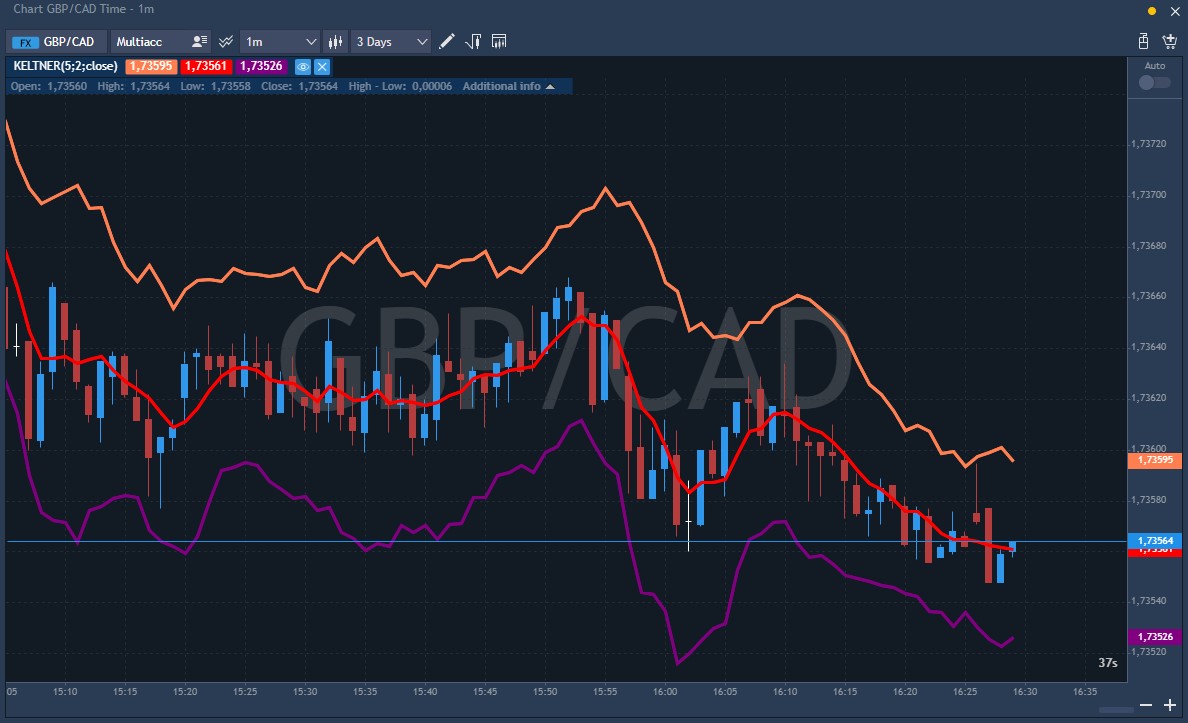 Chart GBP/CAD Time - 1m
FX GBP/CAD Multiacc 1m 3 Days
KELTNER(5;2;close) 1,73595 1,73561 1,73526
Auto
Open: 1,73560 High: 1,73564 Low: 1,73558 Close: 1,73564 High - Low: 0,00006 Additional info
GBP/CAD
1,73720
1,73700
1,73680
1,73660
1,73640
1,73620
1,73600
1,73595
1,73580
1,73564
1,73561
1,73540
1,73526
1,73520
37s
05 15:10 15:15 15:20 15:25 15:30 15:35 15:40 15:45 15:50 15:55 16:00 16:05 16:10 16:15 16:20 16:25 16:30 16:35